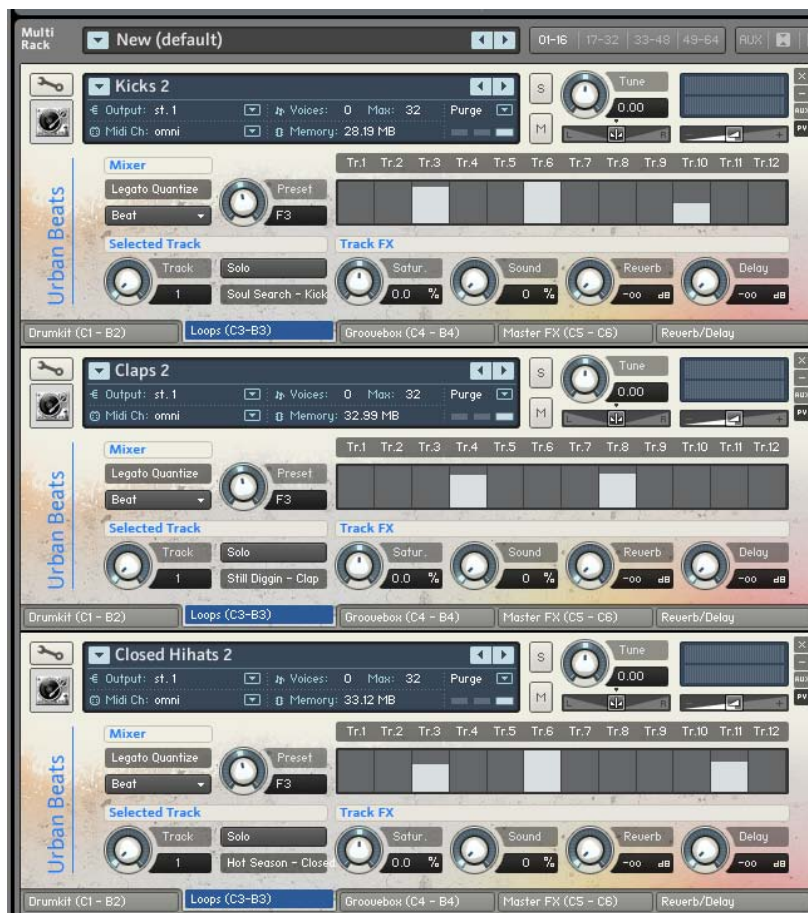 Multi Rack New (default) 01-16 17-32 33-48 49-64 AUX
Kicks 2 S Tune
Output: st. 1 Voices: 0 Max: 32 Purge 0.00
Midi Ch: omni Memory: 28.19 MB M L R - +
AUX
PV
Urban Beats
Mixer Tr.1 Tr.2 Tr.3 Tr.4 Tr.5 Tr.6 Tr.7 Tr.8 Tr.9 Tr.10 Tr.11 Tr.12
Legato Quantize Preset
Beat F3
Selected Track Track FX
Track Solo Satur. Sound Reverb Delay
1 Soul Search - Kick 0.0 % 0 % -oo dB -oo dB
Drumkit (C1 - B2) Loops (C3-B3) Groovebox (C4 - B4) Master FX (C5 - C6) Reverb/Delay
Claps 2 S Tune
Output: st. 1 Voices: 0 Max: 32 Purge 0.00
Midi Ch: omni Memory: 32.99 MB M L R - +
AUX
PV
Urban Beats
Mixer Tr.1 Tr.2 Tr.3 Tr.4 Tr.5 Tr.6 Tr.7 Tr.8 Tr.9 Tr.10 Tr.11 Tr.12
Legato Quantize Preset
Beat F3
Selected Track Track FX
Track Solo Satur. Sound Reverb Delay
1 Still Diggin - Clap 0.0 % 0 % -oo dB -oo dB
Drumkit (C1 - B2) Loops (C3-B3) Groovebox (C4 - B4) Master FX (C5 - C6) Reverb/Delay
Closed Hihats 2 S Tune
Output: st. 1 Voices: 0 Max: 32 Purge 0.00
Midi Ch: omni Memory: 33.12 MB M L R - +
AUX
PV
Urban Beats
Mixer Tr.1 Tr.2 Tr.3 Tr.4 Tr.5 Tr.6 Tr.7 Tr.8 Tr.9 Tr.10 Tr.11 Tr.12
Legato Quantize Preset
Beat F3
Selected Track Track FX
Track Solo Satur. Sound Reverb Delay
1 Hot Season - Closed 0.0 % 0 % -oo dB -oo dB
Drumkit (C1 - B2) Loops (C3-B3) Groovebox (C4 - B4) Master FX (C5 - C6) Reverb/Delay